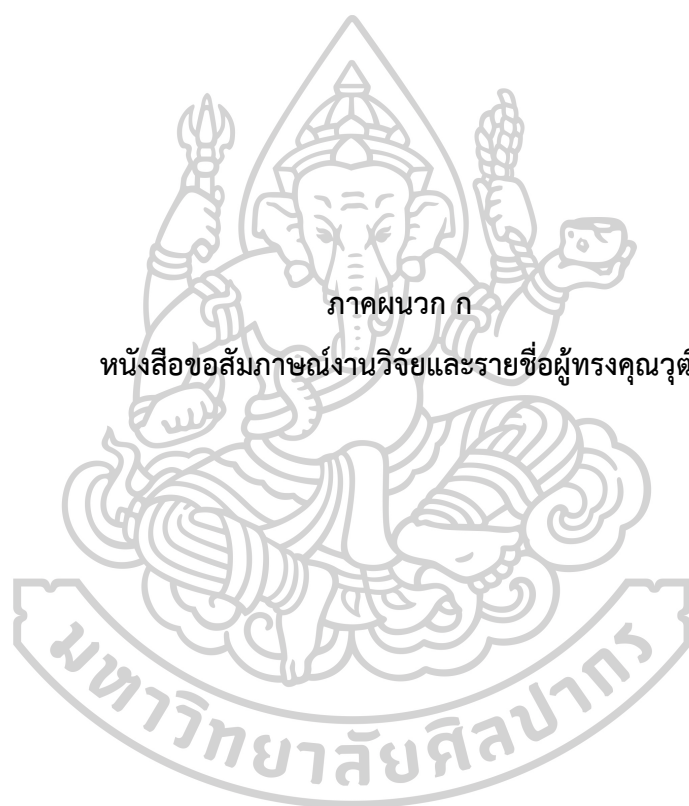 ภาคผนวก ก
หนังสือขอสัมภาษณ์งานวิจัยและรายชื่อผู้ทรงคุณวุฒิ
มหาวิทยาลัยศิลปากร